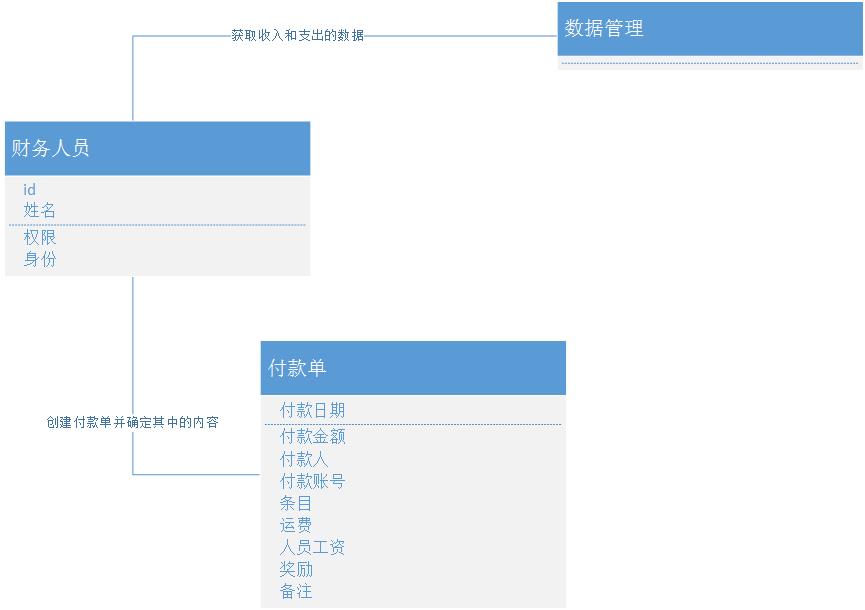 数据管理
获取收入和支出的数据
财务人员
id
姓名
权限
身份
付款单
付款日期
创建付款单并确定其中的内容
付款金额
付款人
付款账号
条目
运费
人员工资
奖励
备注